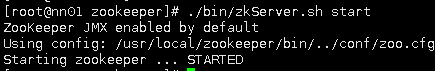 [root@nn01 zookeeper]# ./bin/zkServer.sh start
ZooKeeper JMX enabled by default
Using config: /usr/local/zookeeper/bin/../conf/zoo.cfg
Starting zookeeper ... STARTED